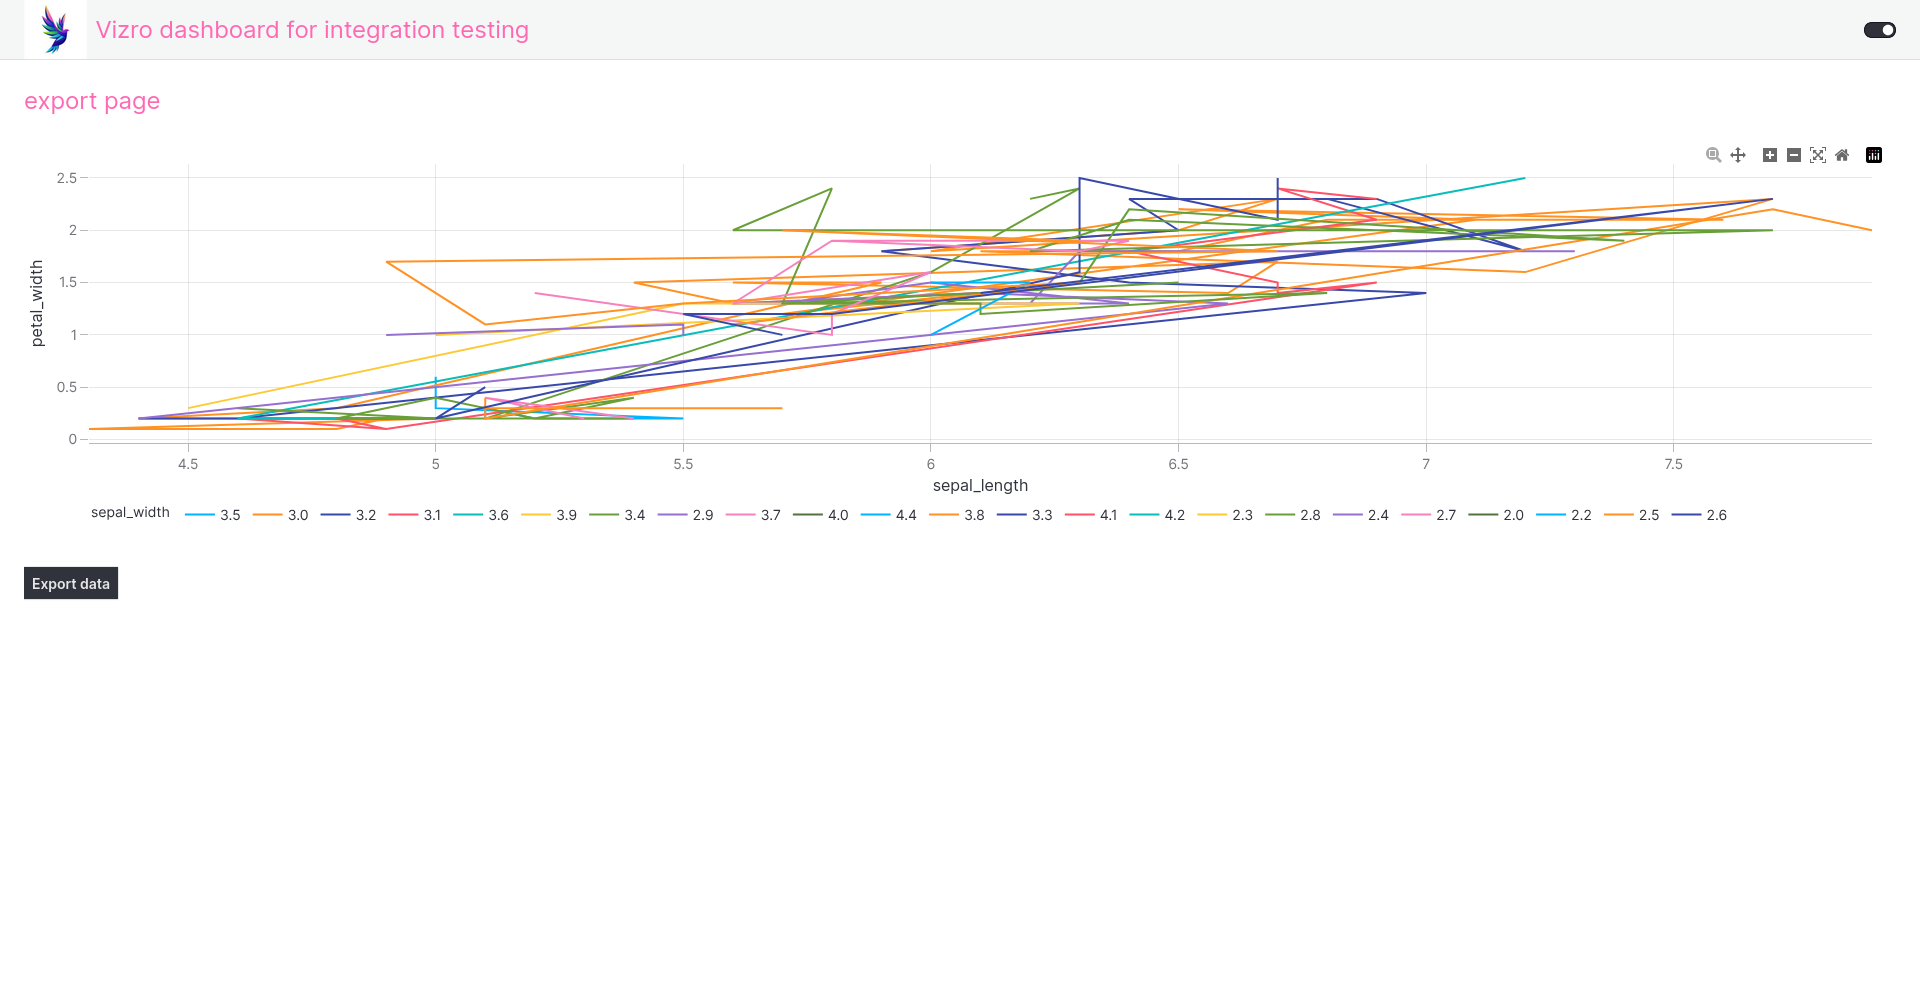 Vizro dashboard for integration testing
export page
petal_width
2.5
2
1.5
1
0.5
0
4.5 5 5.5 6 6.5 7 7.5
sepal_length
sepal_width 3.5 3.0 3.2 3.1 3.6 3.9 3.4 2.9 3.7 4.0 4.4 3.8 3.3 4.1 4.2 2.3 2.8 2.4 2.7 2.0 2.2 2.5 2.6
Export data